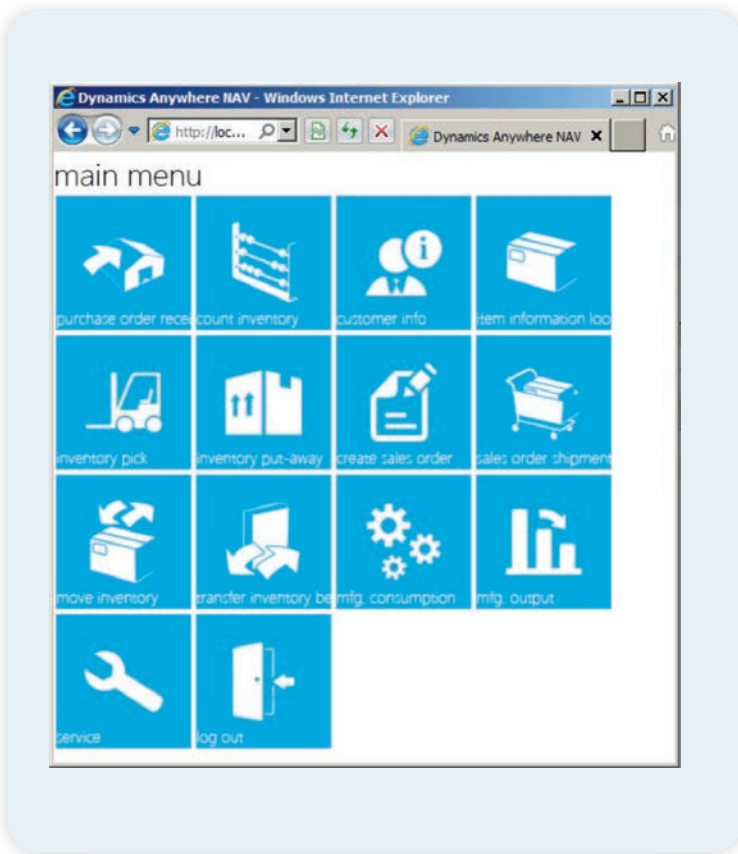 Dynamics Anywhere NAV - Windows Internet Explorer
http://loc...
Dynamics Anywhere NAV
main menu
purchase order recei count inventory customer info item information loo
inventory pick inventory put-away create sales order sales order shipment
move inventory transfer inventory be mfg. consumption mfg. output
service log out